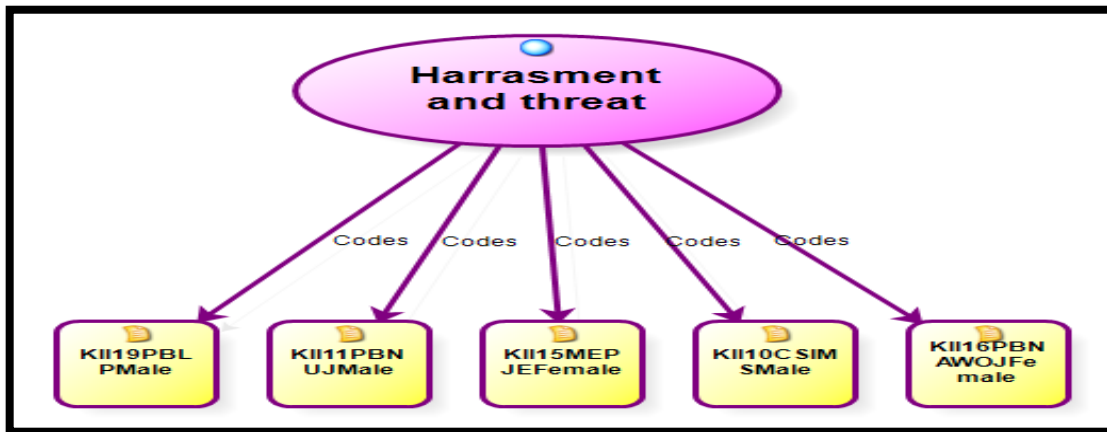 Harrasment
and threat
Codes Codes Codes Codes Codes
KII19PBL
PMale
KII11PBN
UJMale
KII15MEP
JEFemale
KII10CSIM
SMale
KII16PBN
AWOJFe
male